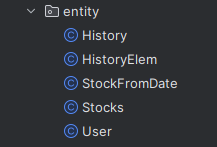 entity
History
HistoryElem
StockFromDate
Stocks
User